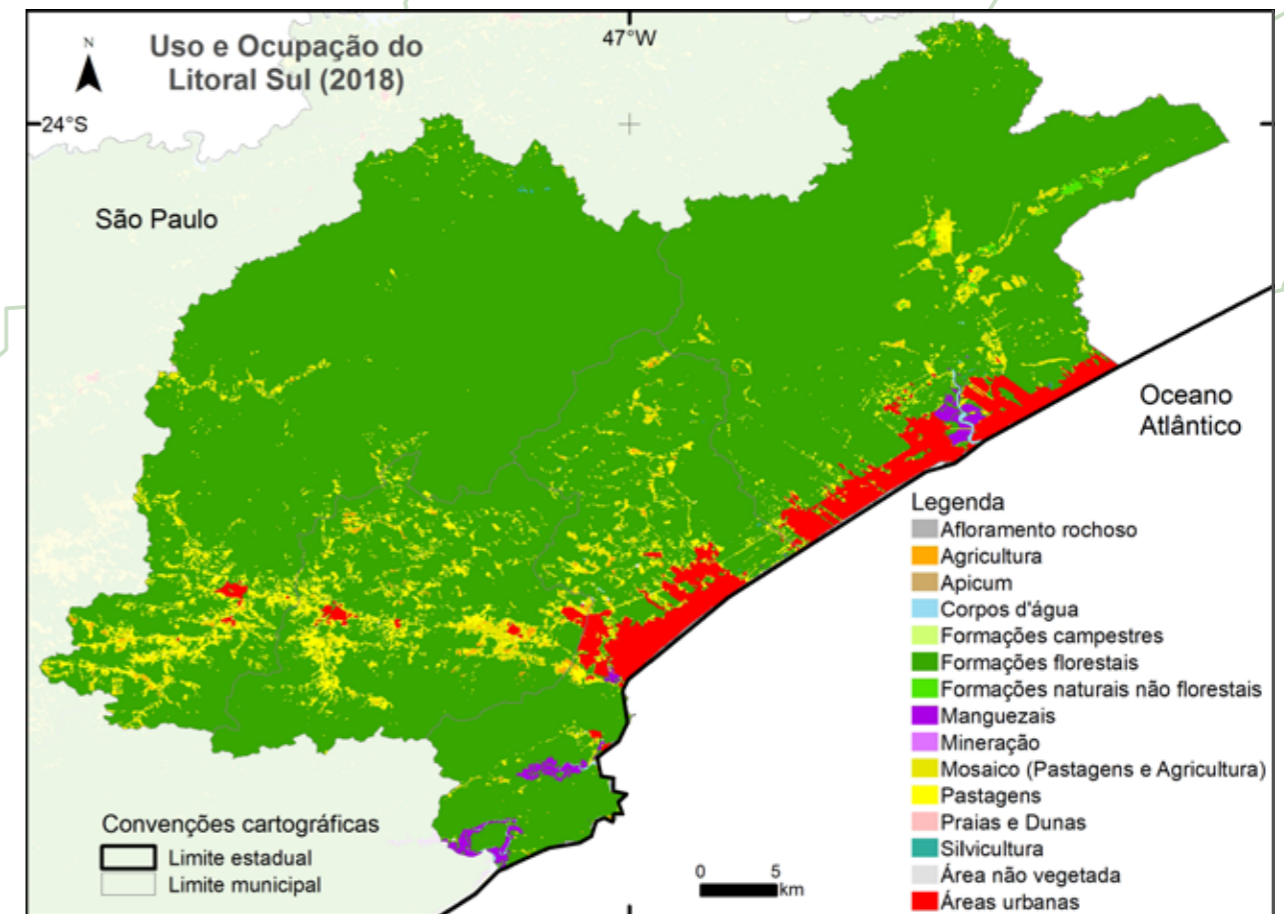 N
Uso e Ocupação do
Litoral Sul (2018)
47°W
24°S
São Paulo
Oceano
Atlântico
Legenda
Afloramento rochoso
Agricultura
Apicum
Corpos d'água
Formações campestres
Formações florestais
Formações naturais não florestais
Manguezais
Mineração
Mosaico (Pastagens e Agricultura)
Pastagens
Praias e Dunas
Silvicultura
Área não vegetada
Áreas urbanas
Convenções cartográficas
Limite estadual
Limite municipal
0 5
km